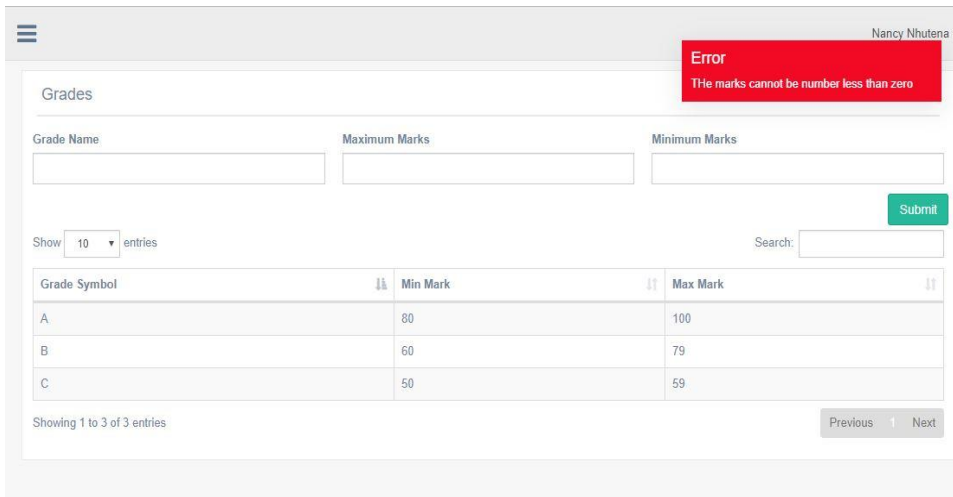 Nancy Nhutena
Error
THe marks cannot be number less than zero
Grades
Grade Name Maximum Marks Minimum Marks
Submit
Show 10 entries Search:
Grade Symbol Min Mark Max Mark
A 80 100
B 60 79
C 50 59
Showing 1 to 3 of 3 entries Previous 1 Next